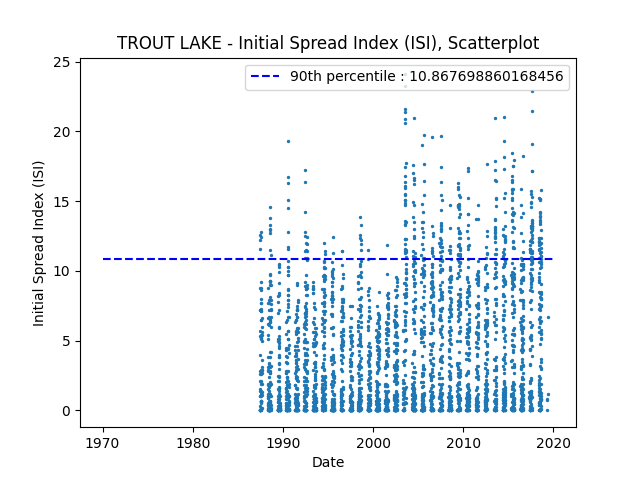 TROUT LAKE - Initial Spread Index (ISI), Scatterplot
90th percentile : 10.867698860168456
Initial Spread Index (ISI)
25
20
15
10
5
0
1970 1980 1990 2000 2010 2020
Date